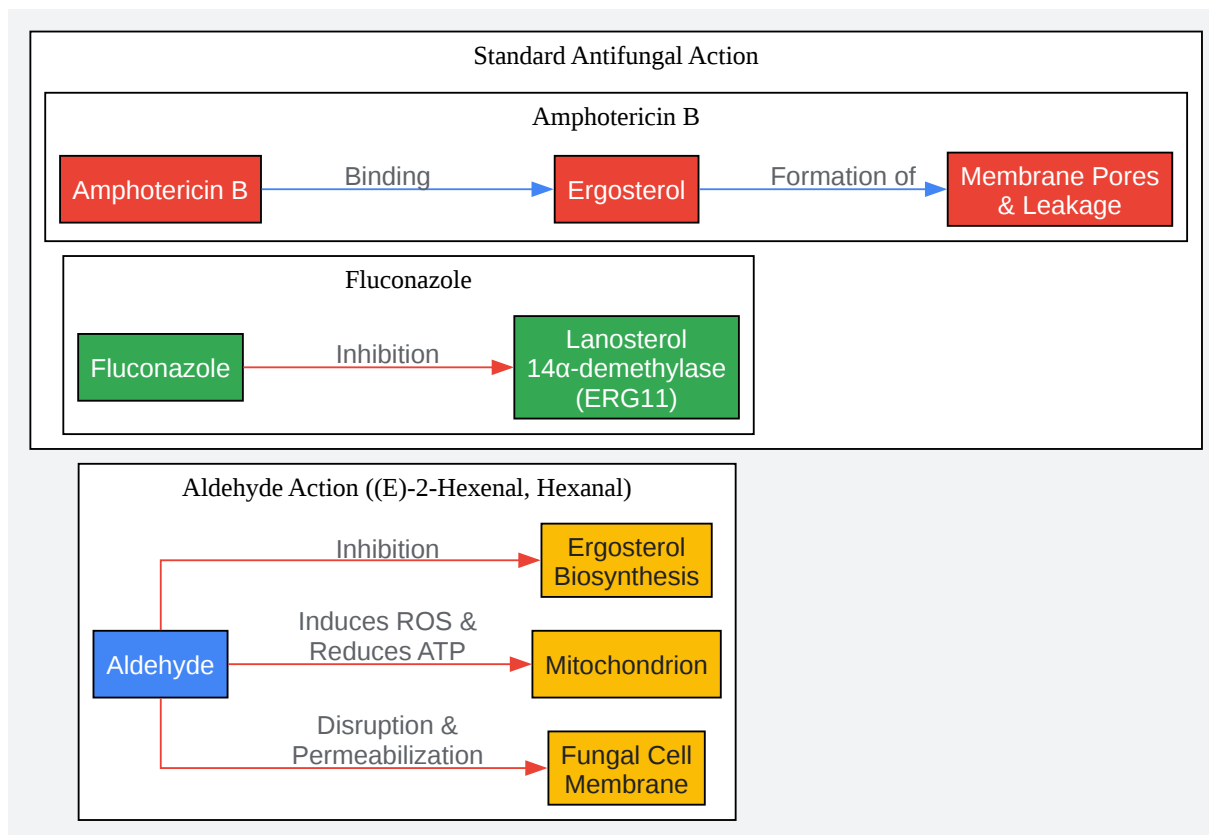 Standard Antifungal Action
Amphotericin B
Amphotericin B
Binding
Ergosterol
Formation of
Membrane Pores
& Leakage
Fluconazole
Fluconazole
Inhibition
Lanosterol
14α-demethylase
(ERG11)
Aldehyde Action ((E)-2-Hexenal, Hexanal)
Inhibition
Ergosterol
Biosynthesis
Aldehyde
Induces ROS &
Reduces ATP
Mitochondrion
Disruption &
Permeabilization
Fungal Cell
Membrane